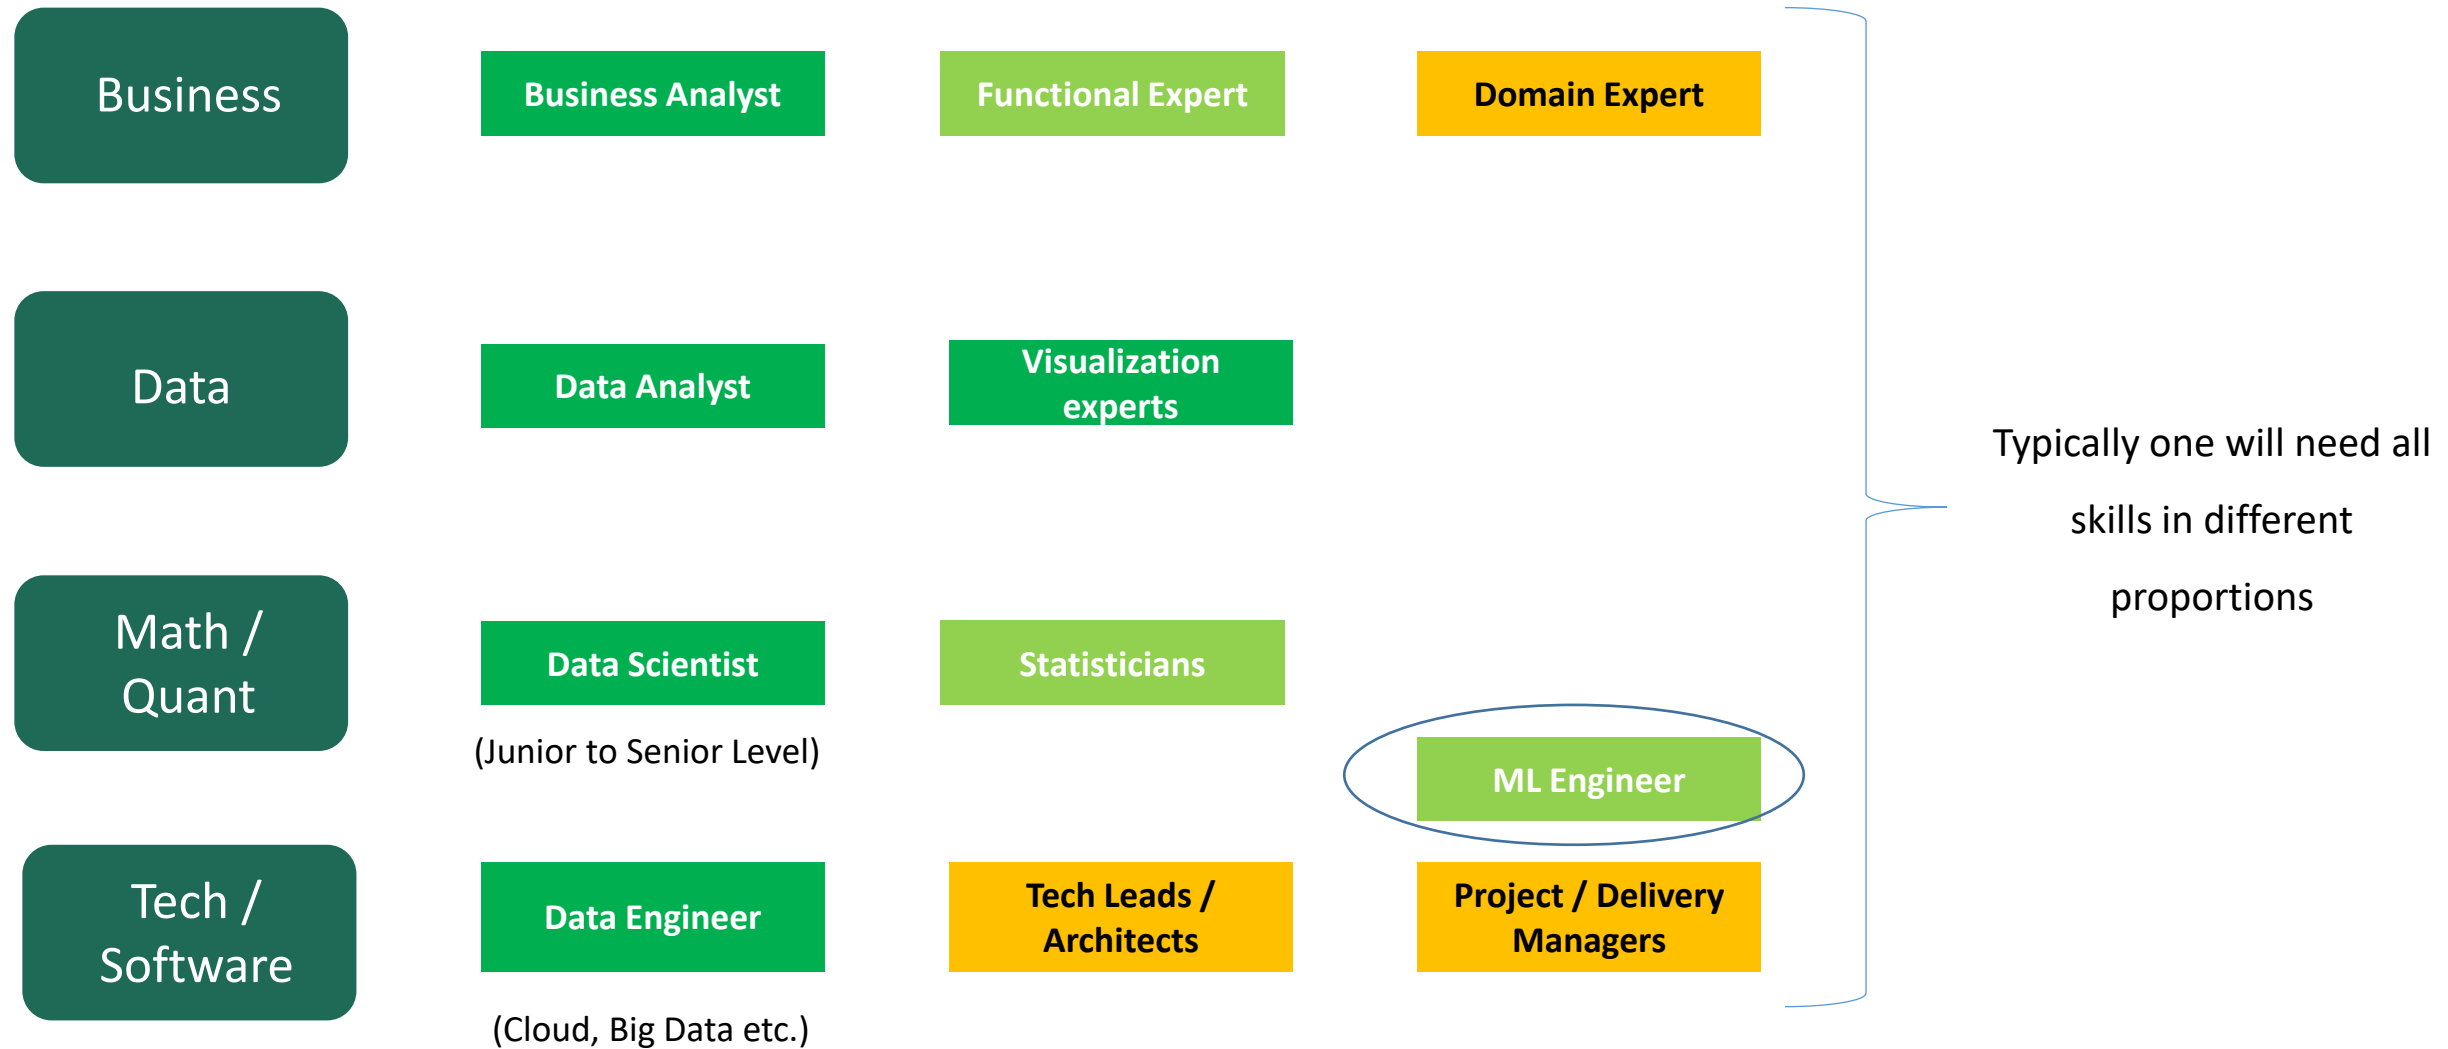 Business
Business Analyst
Functional Expert
Domain Expert
Data
Data Analyst
Visualization
experts
Typically one will need all
skills in different
proportions
Math /
Quant
Data Scientist
(Junior to Senior Level)
Statisticians
ML Engineer
Tech /
Software
Data Engineer
(Cloud, Big Data etc.)
Tech Leads /
Architects
Project / Delivery
Managers